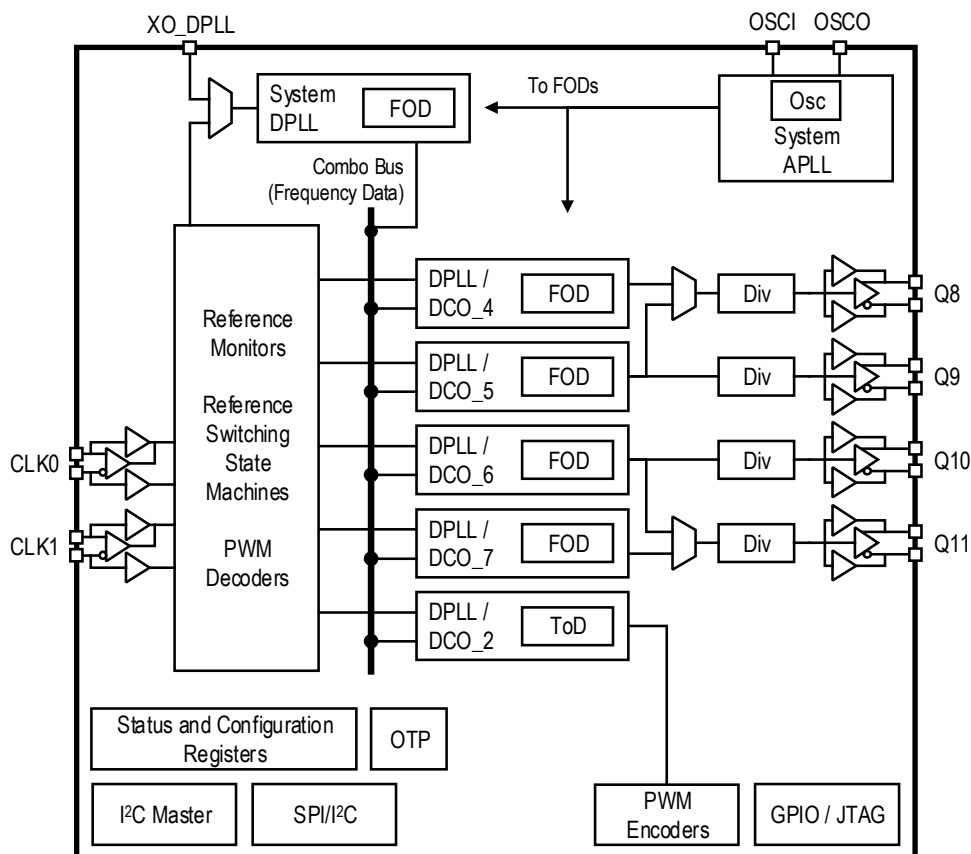 XO_DPLL
OSCI OSCO
System
DPLL
FOD
To FODs
Osc
System
APLL
Combo Bus
(Frequency Data)
Reference
Monitors
Reference
Switching
State
Machines
PWM
Decoders
CLK0
CLK1
DPLL /
DCO_4
FOD
Div
Q8
DPLL /
DCO_5
FOD
Div
Q9
DPLL /
DCO_6
FOD
Div
Q10
DPLL /
DCO_7
FOD
Div
Q11
DPLL /
DCO_2
ToD
Status and Configuration
Registers
OTP
I²C Master
SPI/I²C
PWM
Encoders
GPIO / JTAG